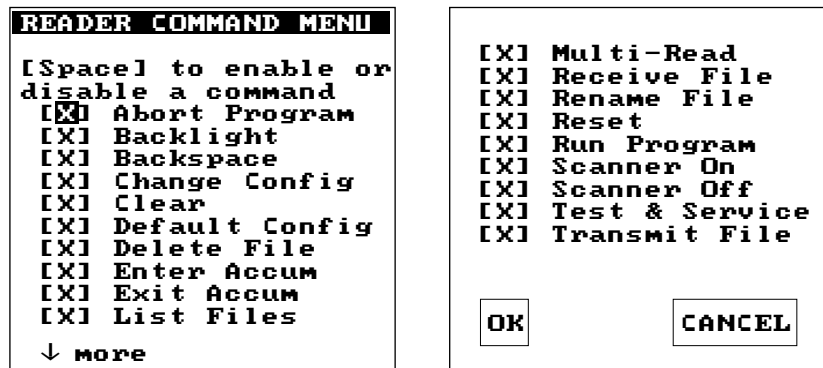 READER COMMAND MENU
[Space] to enable or
disable a command
[X] Abort Program
[X] Backlight
[X] Backspace
[X] Change Config
[X] Clear
[X] Default Config
[X] Delete File
[X] Enter Accum
[X] Exit Accum
[X] List Files
↓ more
[X] Multi-Read
[X] Receive File
[X] Rename File
[X] Reset
[X] Run Program
[X] Scanner On
[X] Scanner Off
[X] Test & Service
[X] Transmit File
OK CANCEL